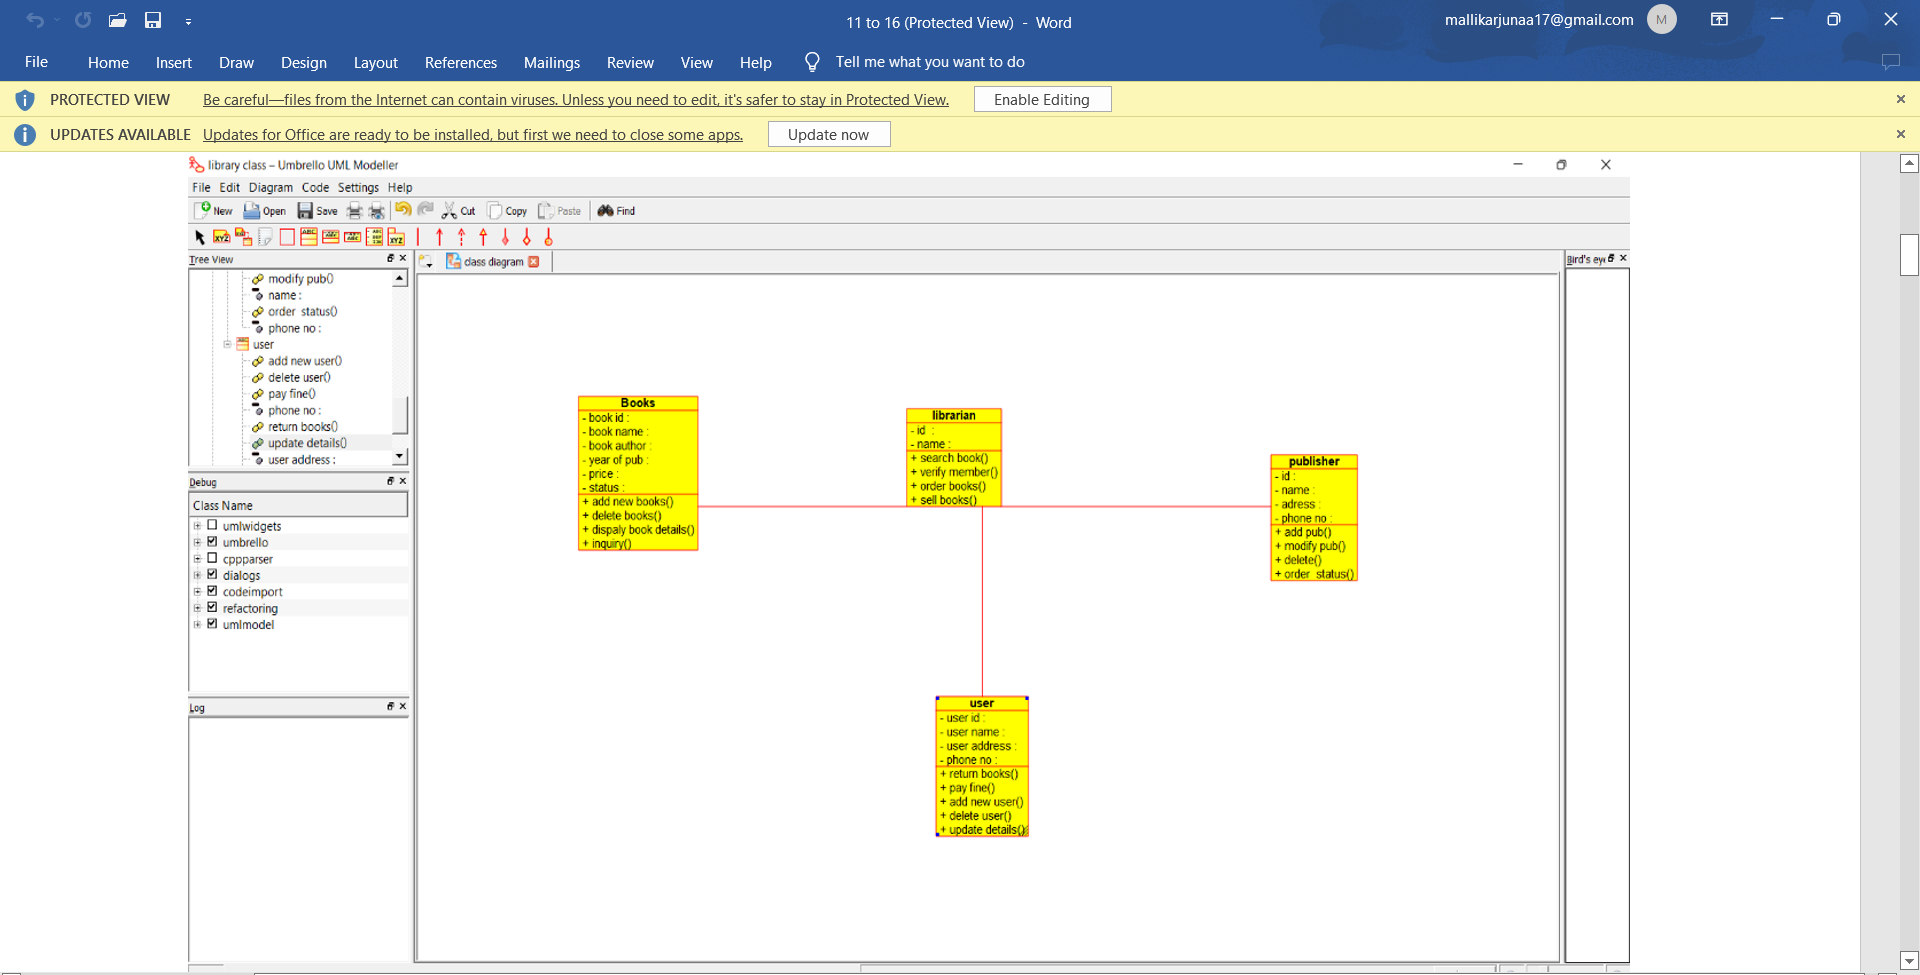 11 to 16 (Protected View) - Word
mallikarjunaa17@gmail.com
M
File Home Insert Draw Design Layout References Mailings Review View Help Tell me what you want to do
PROTECTED VIEW Be careful—files from the Internet can contain viruses. Unless you need to edit, it's safer to stay in Protected View. Enable Editing
UPDATES AVAILABLE Updates for Office are ready to be installed, but first we need to close some apps. Update now
library class – Umbrello UML Modeller
File Edit Diagram Code Settings Help
New Open Save Cut Copy Paste Find
Tree View
class diagram
Bird's eye
modify pub()
name :
order status()
phone no :
user
add new user()
delete user()
pay fine()
phone no :
return books()
update details()
user address :
Debug
Class Name
umlwidgets
umbrello
cppparser
dialogs
codeimport
refactoring
umlmodel
Log
Books
- book id :
- book name :
- book author :
- year of pub :
- price :
- status :
+ add new books()
+ delete books()
+ dispaly book details()
+ inquiry()
librarian
- id :
- name :
+ search book()
+ verify member()
+ order books()
+ sell books()
publisher
- id :
- name :
- adress :
- phone no :
+ add pub()
+ modify pub()
+ delete()
+ order status()
user
- user id :
- user name :
- user address :
- phone no :
+ return books()
+ pay fine()
+ add new user()
+ delete user()
+ update details()